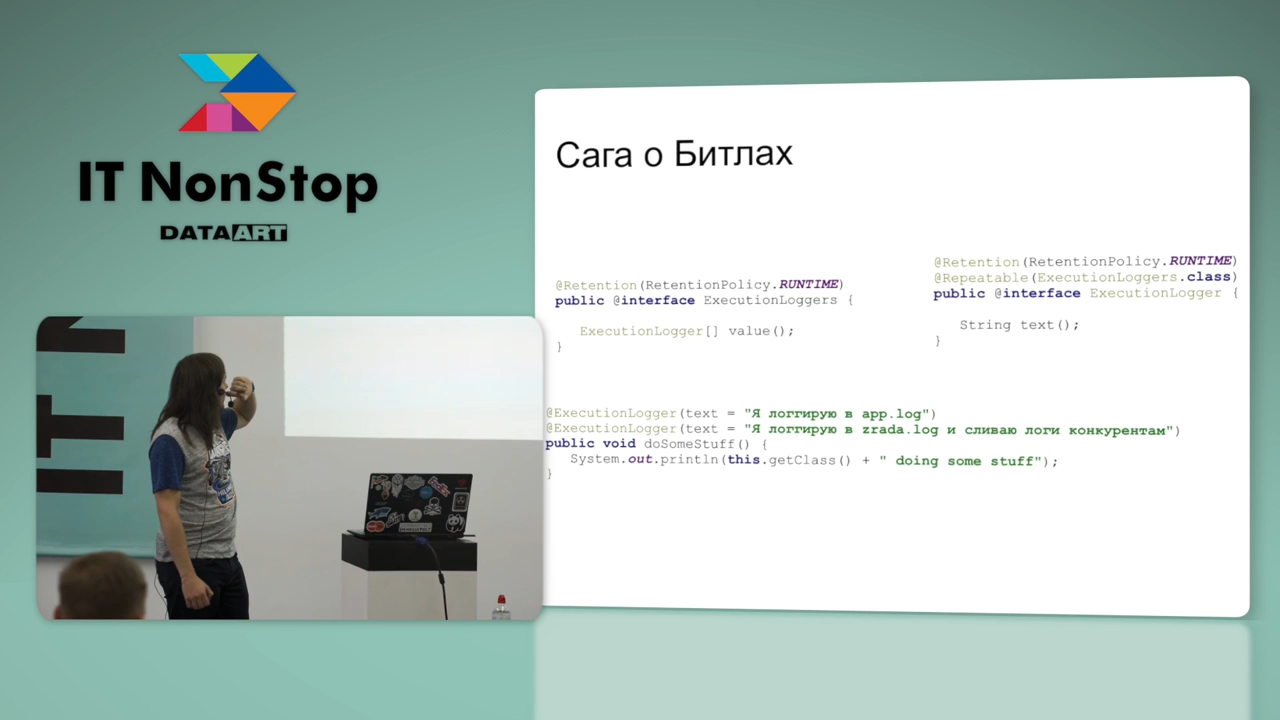 IT NonStop
DATAART
Сага о Битлах
@Retention(RetentionPolicy.RUNTIME)
public @interface ExecutionLoggers {
ExecutionLogger[] value();
}
@Retention(RetentionPolicy.RUNTIME)
@Repeatable(ExecutionLoggers.class)
public @interface ExecutionLogger {
String text();
}
@ExecutionLogger(text = "Я логгирую в app.log")
@ExecutionLogger(text = "Я логгирую в zrada.log и сливаю логи конкурентам")
public void doSomeStuff() {
System.out.println(this.getClass() + " doing some stuff");
}
IT N